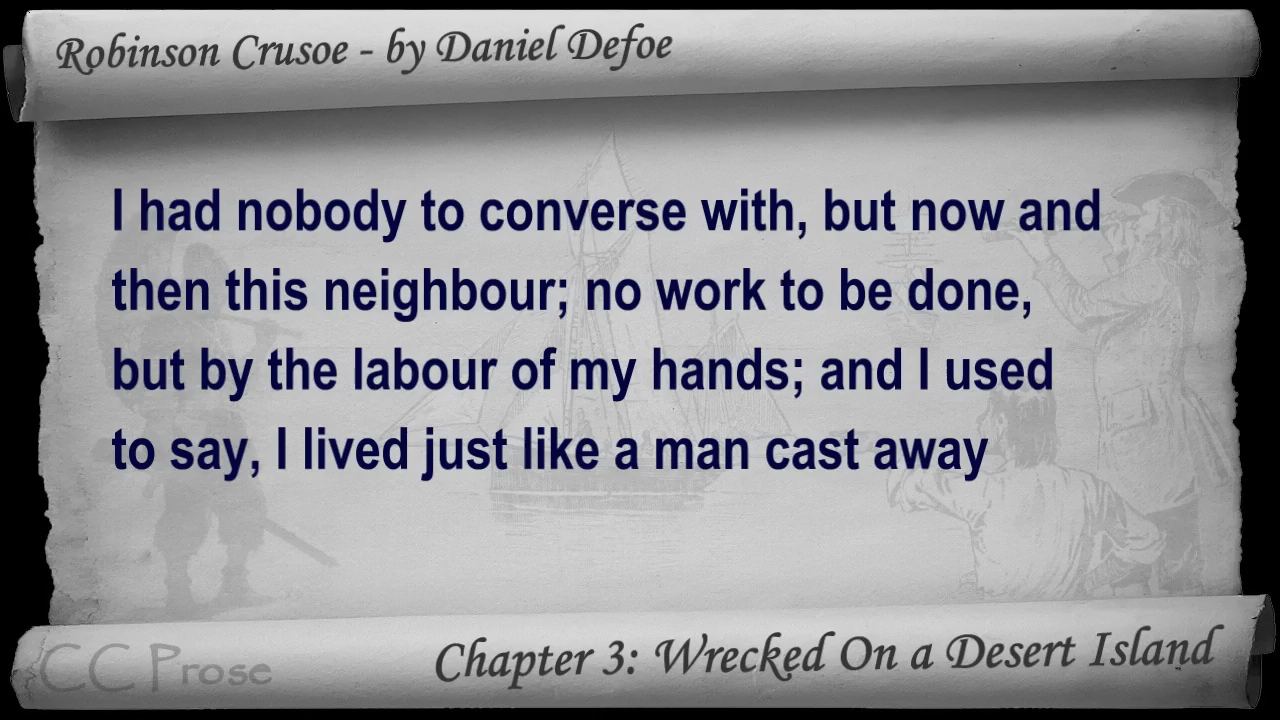 Robinson Crusoe - by Daniel Defoe
I had nobody to converse with, but now and
then this neighbour; no work to be done,
but by the labour of my hands; and I used
to say, I lived just like a man cast away
CC Prose
Chapter 3: Wrecked On a Desert Island